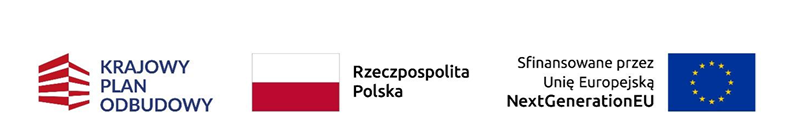 KRAJOWY
PLAN
ODBUDOWY
Rzeczpospolita
Polska
Sfinansowane przez
Unię Europejską
NextGenerationEU